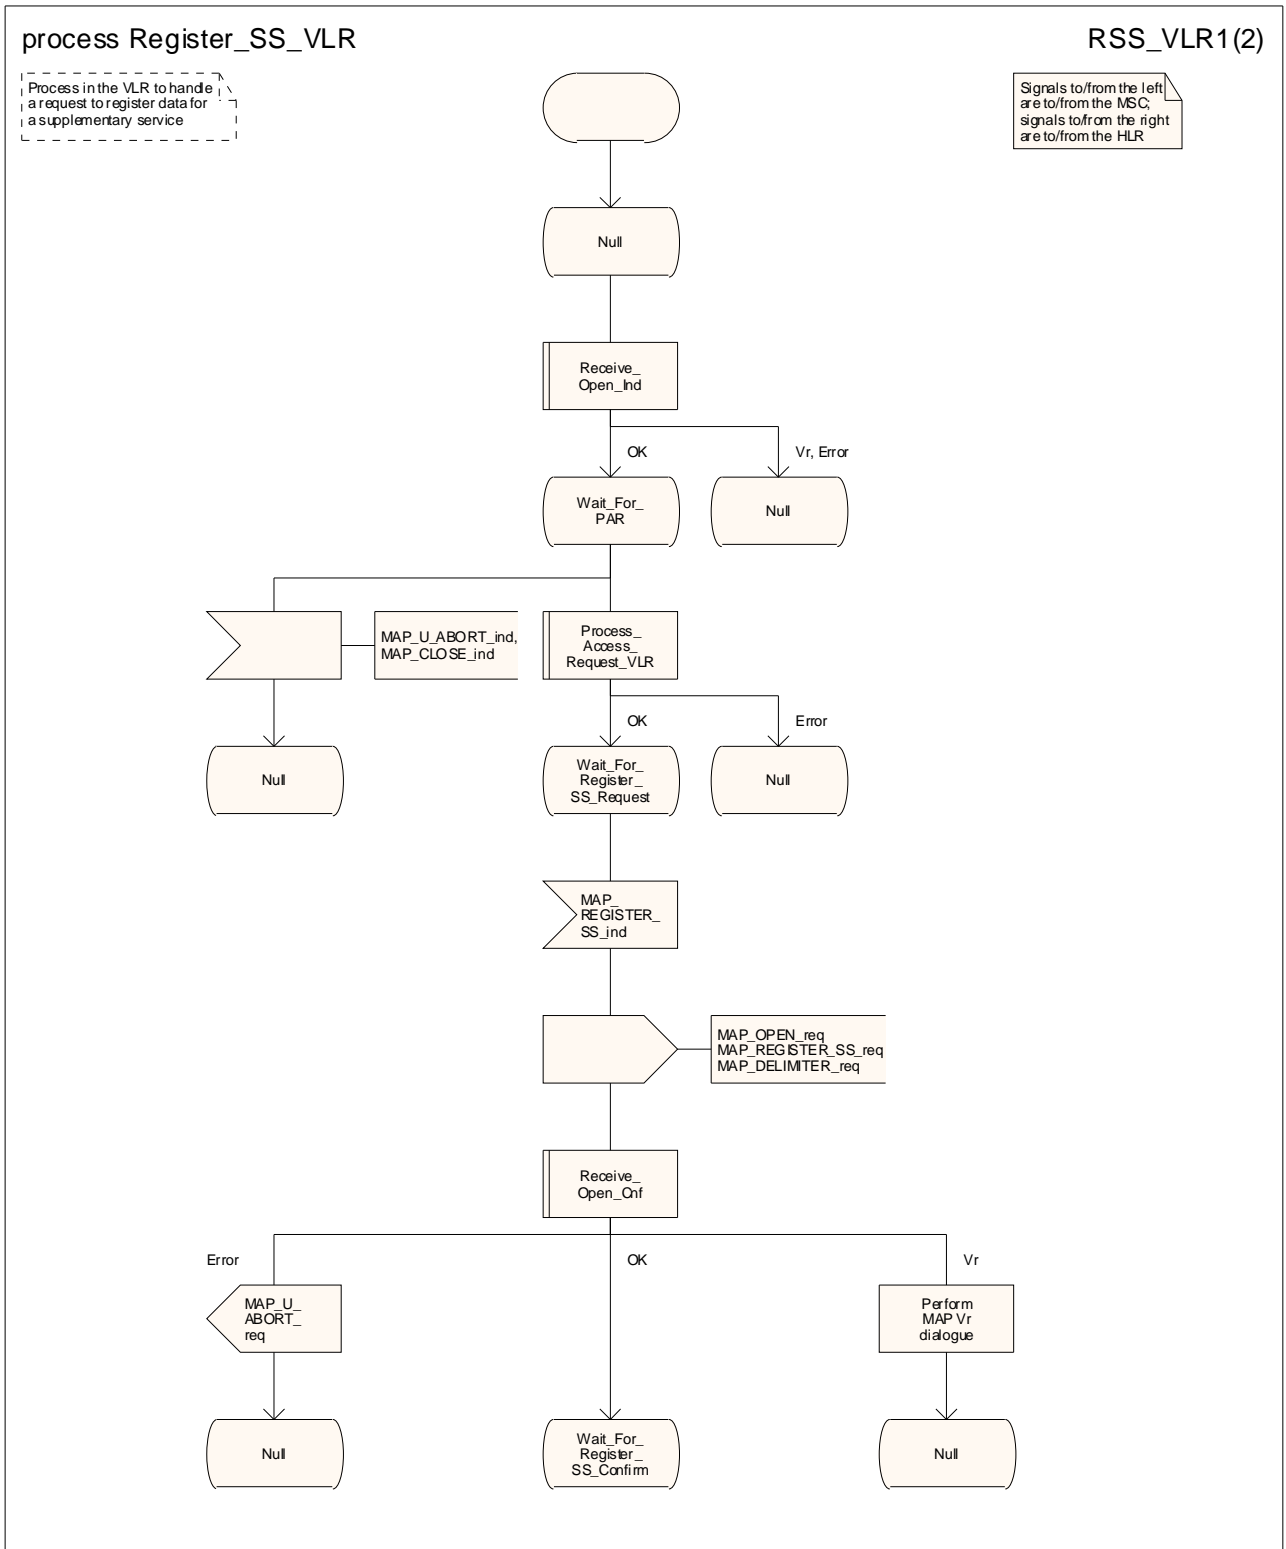 process Register_SS_VLR
RSS_VLR1(2)
Process in the VLR to handle
a request to register data for
a supplementary service
Signals to/from the left
are to/from the MSC;
signals to/from the right
are to/from the HLR
Null
Receive_
Open_Ind
OK
Vr, Error
Wait_For_
PAR
Null
MAP_U_ABORT_ind,
MAP_CLOSE_ind
Process_
Access_
Request_VLR
OK
Error
Null
Wait_For_
Register_
SS_Request
Null
MAP_
REGISTER_
SS_ind
MAP_OPEN_req
MAP_REGISTER_SS_req
MAP_DELIMITER_req
Receive_
Open_Cnf
Error
OK
Vr
MAP_U_
ABORT_
req
Perform
MAP Vr
dialogue
Null
Wait_For_
Register_
SS_Confirm
Null